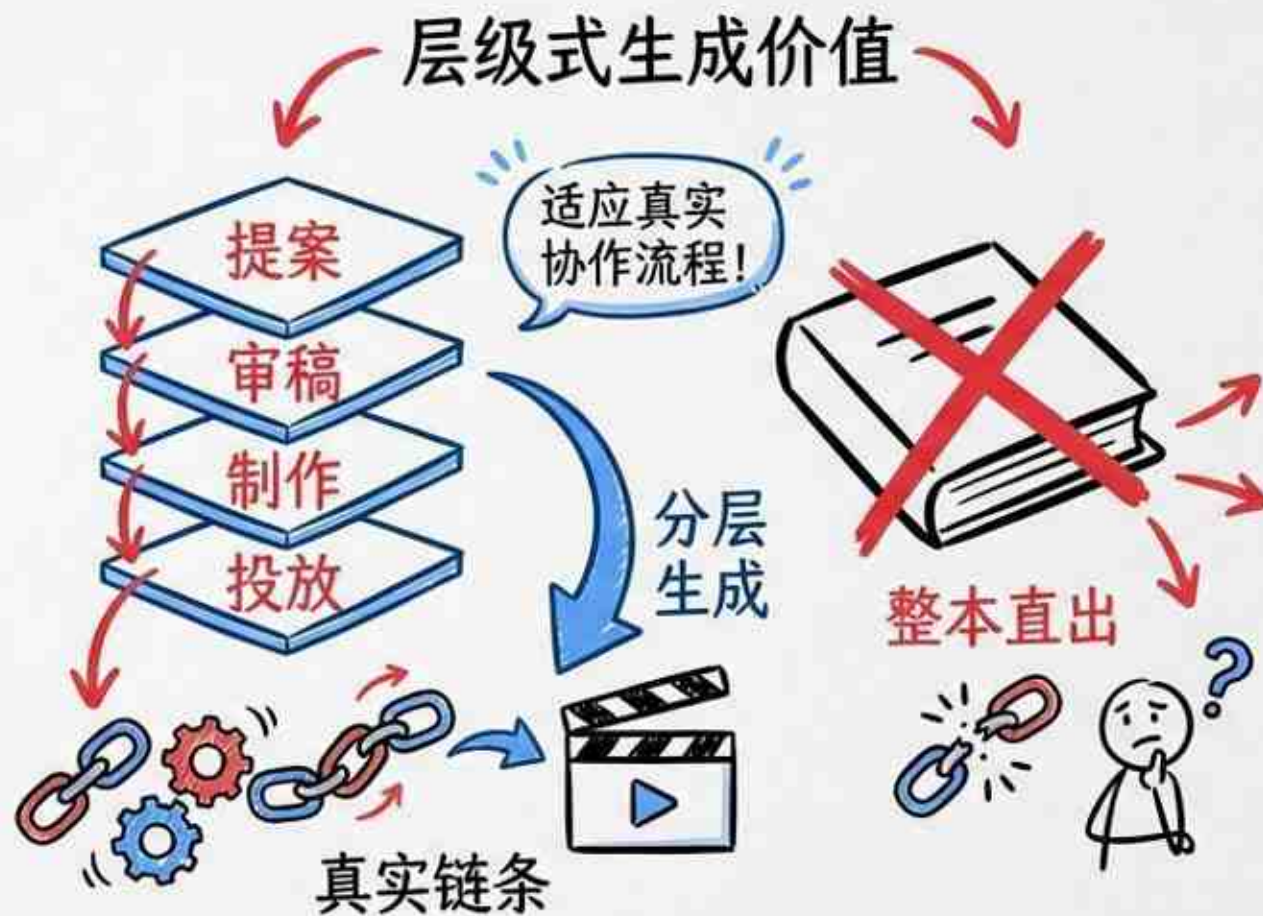 层级式生成价值
适应真实
协作流程!
提案
审稿
制作
投放
分层
生成
整本直出
?
真实链条